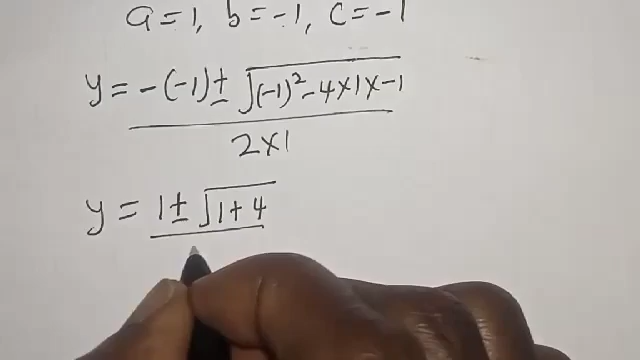 a = 1, b = -1, c = -1
y = -(-1) ± √(-1)² - 4×1×-1
2×1
y = 1 ± √1+4